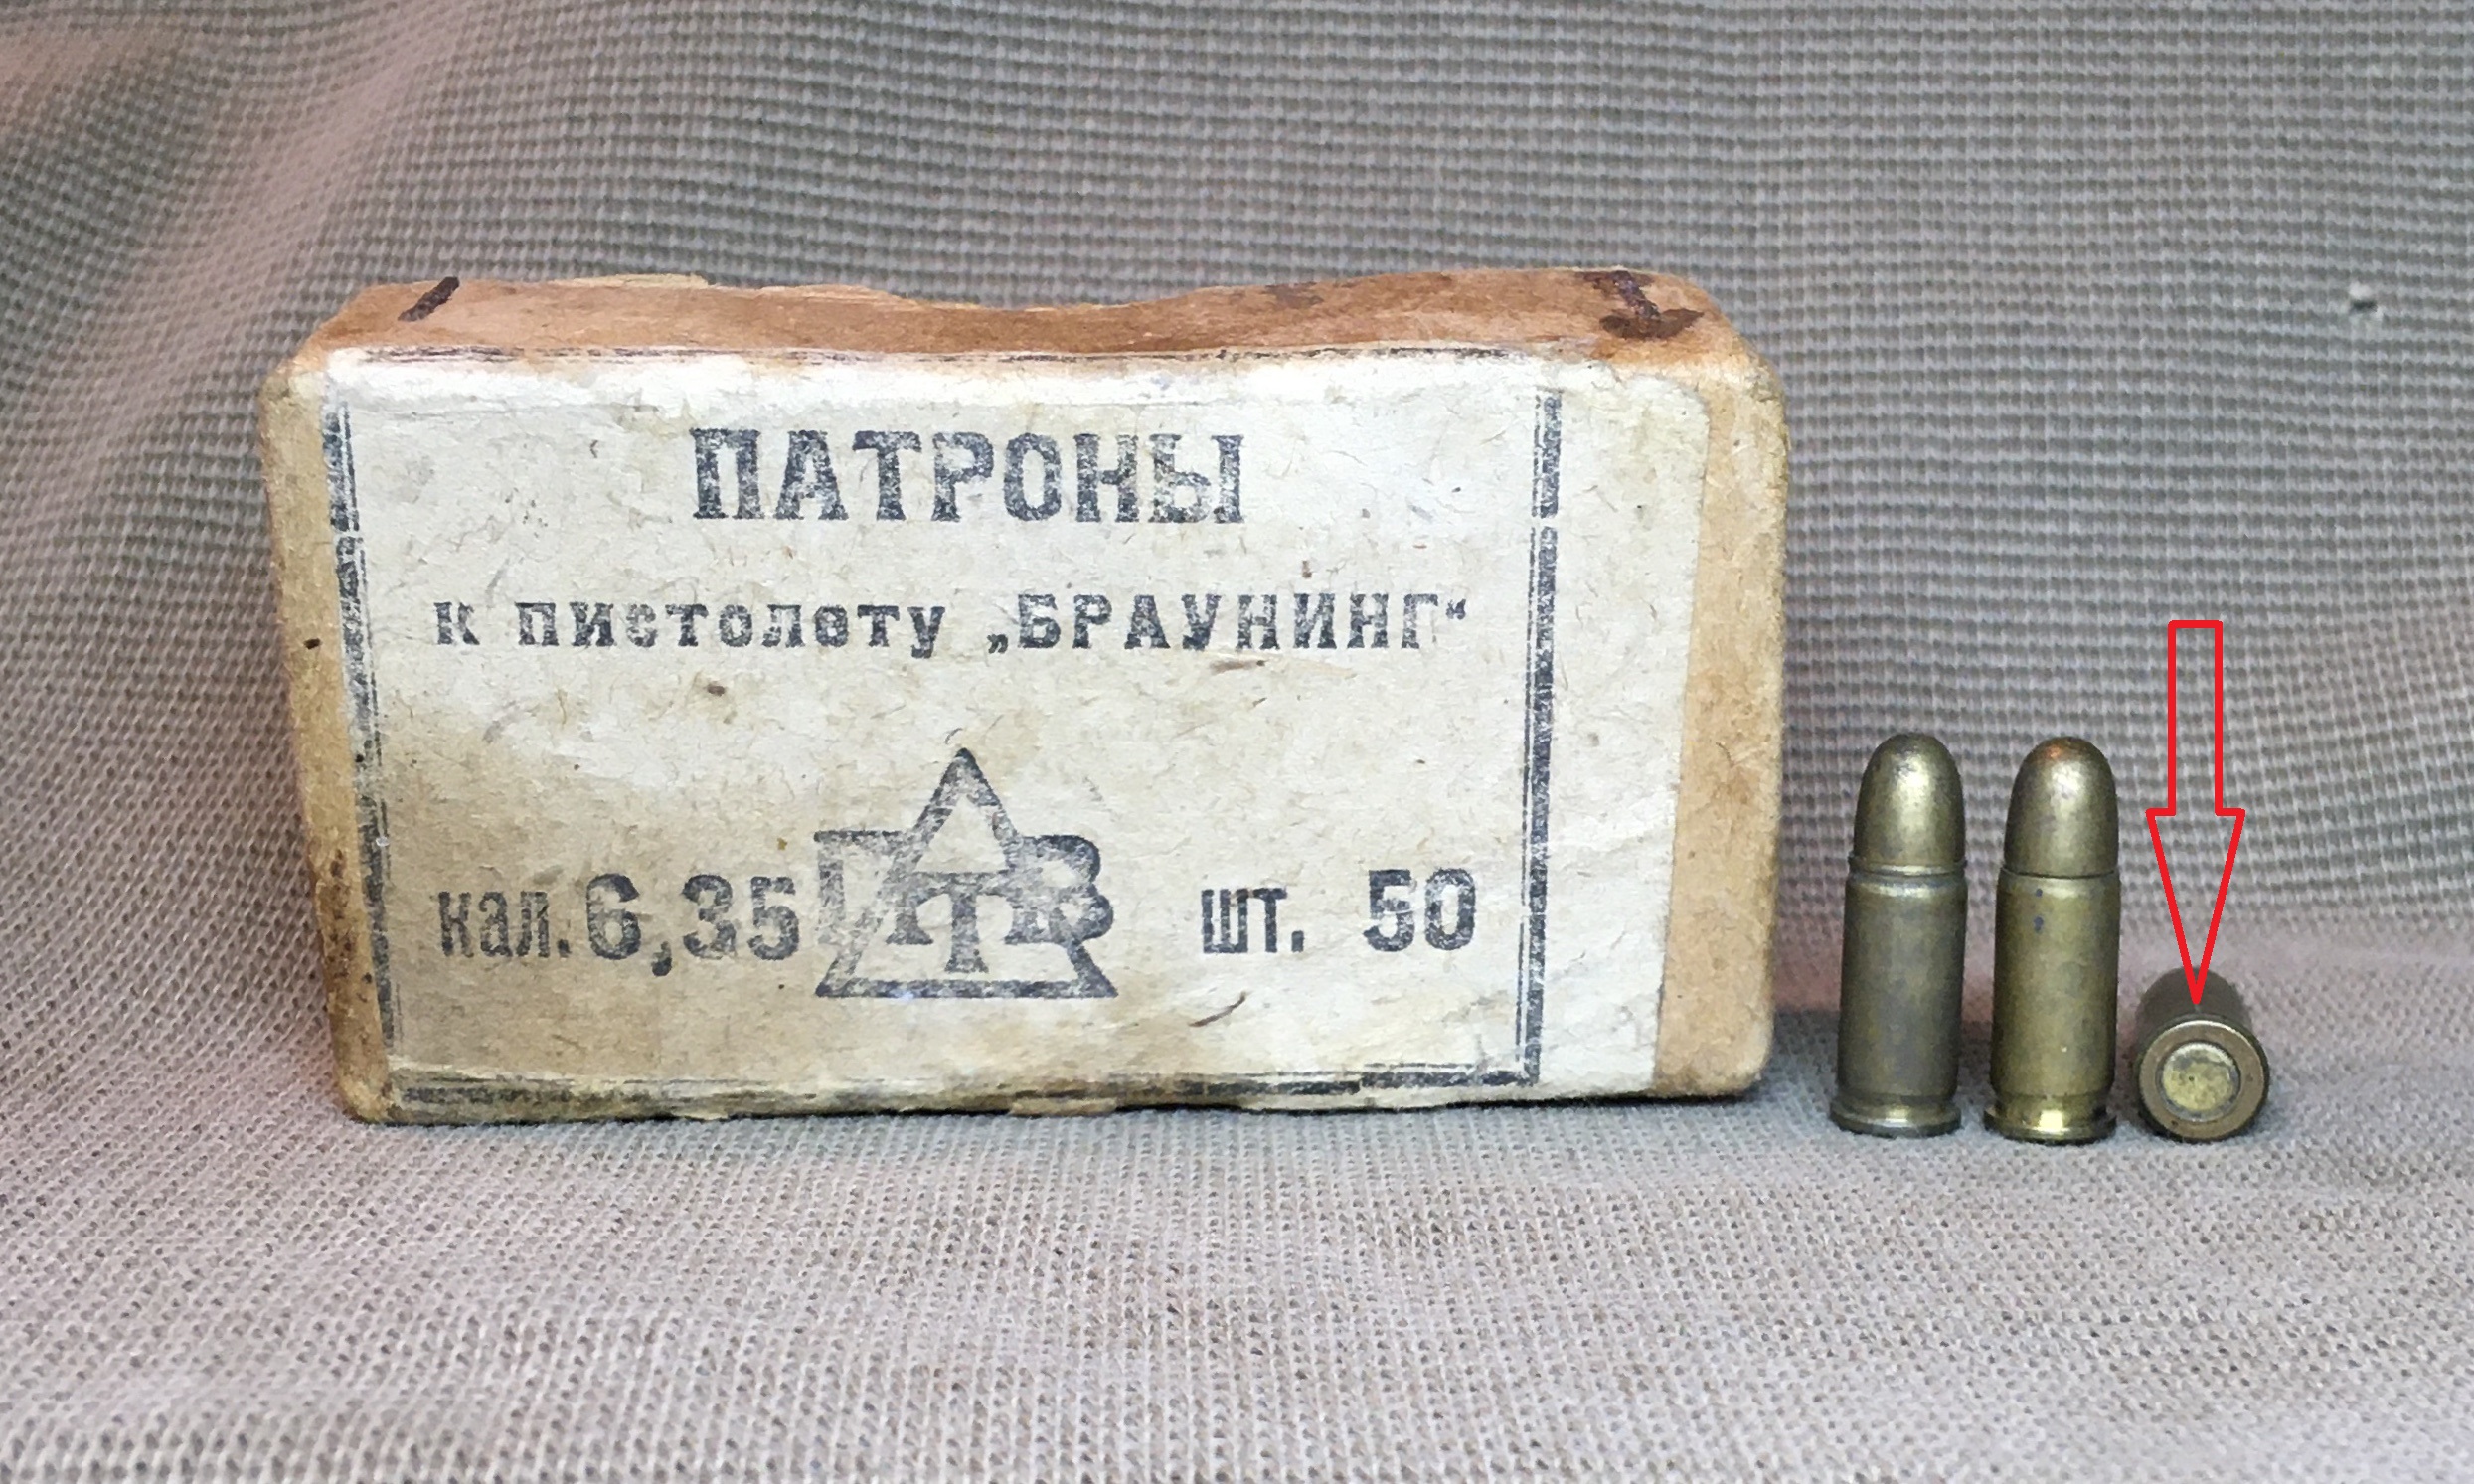 ПАТРОНЫ
к пистолету „БРАУНИНГ“
кал. 6,35
шт. 50